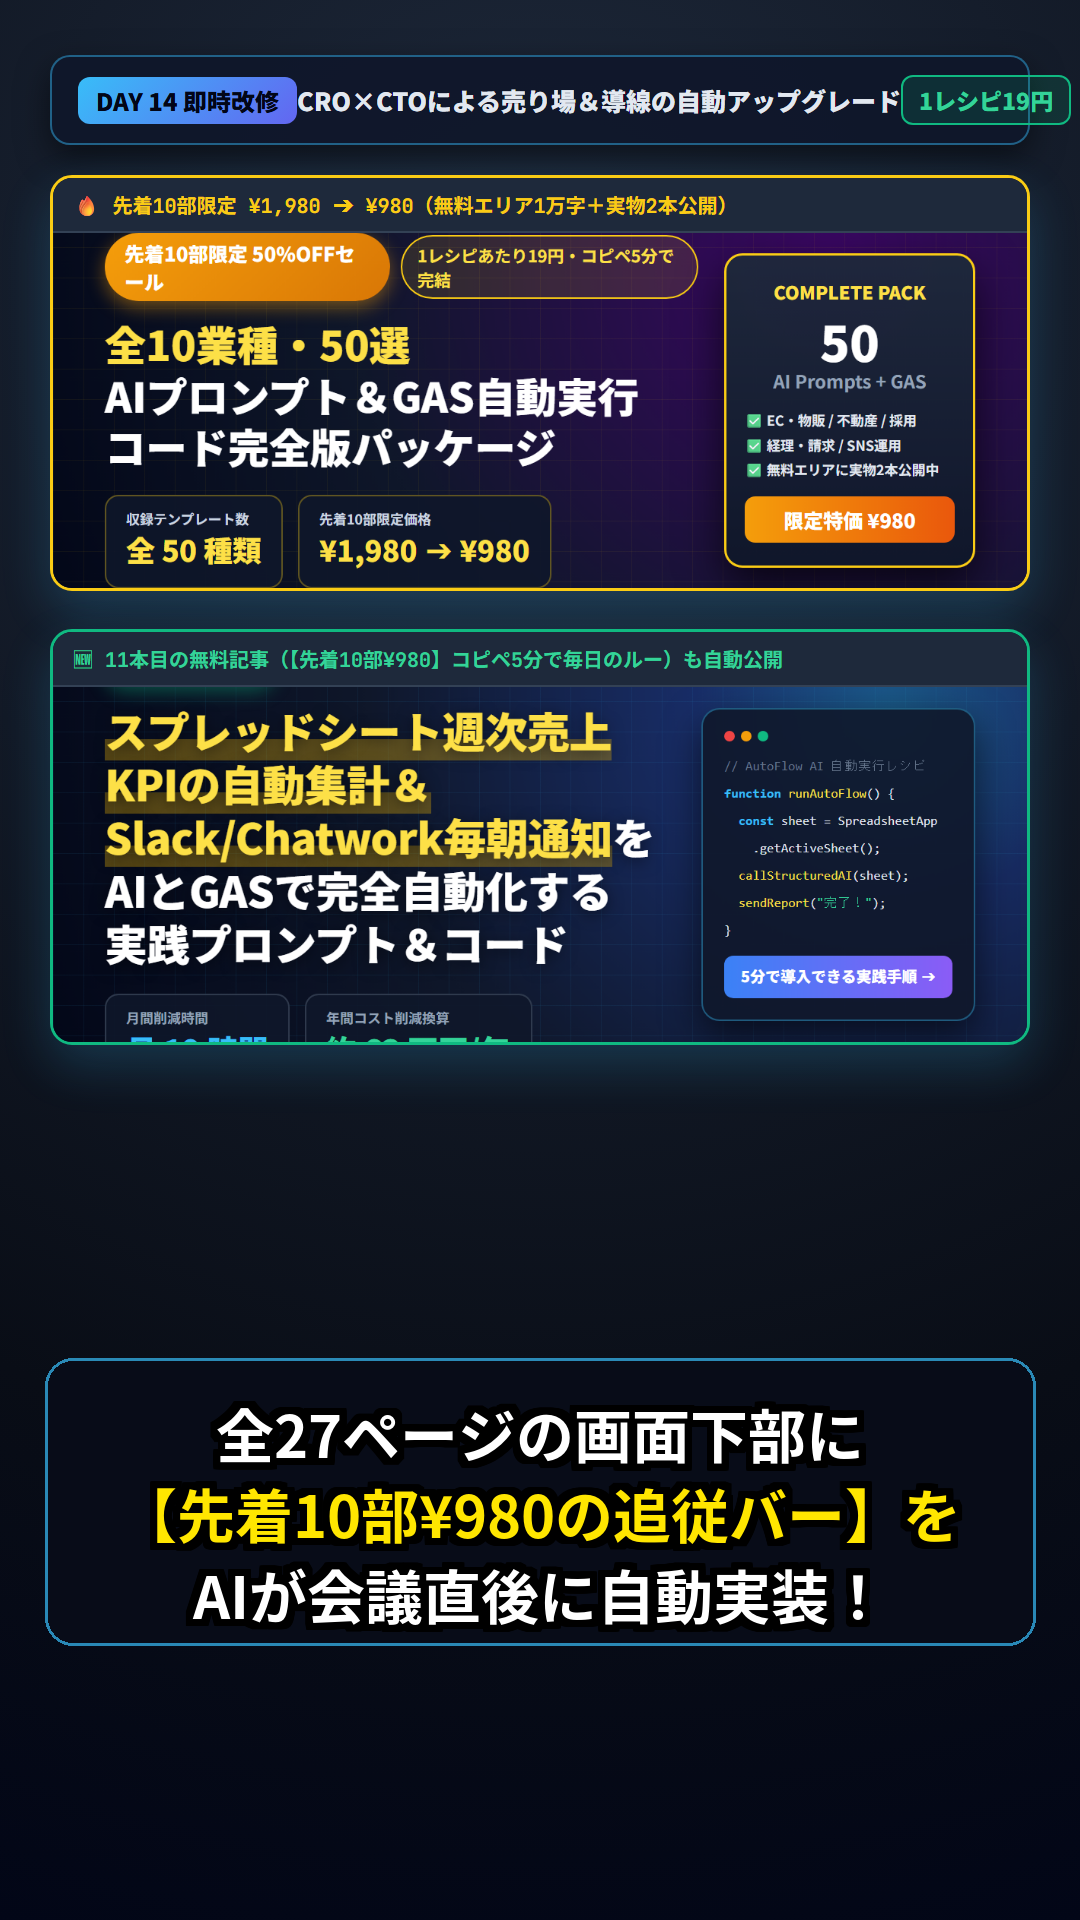 DAY 14 即時改修 CRO×CTOによる売り場＆導線の自動アップグレード 1レシピ19円
🔥 先着10部限定 ¥1,980 → ¥980（無料エリア1万字＋実物2本公開）
先着10部限定 50%OFFセ
ール
1レシピあたり19円・コピペ5分で
完結
全10業種・50選
AIプロンプト＆GAS自動実行
コード完全版パッケージ
収録テンプレート数
全 50 種類
先着10部限定価格
¥1,980 → ¥980
COMPLETE PACK
50
AI Prompts + GAS
✅ EC・物販 / 不動産 / 採用
✅ 経理・請求 / SNS運用
✅ 無料エリアに実物2本公開中
限定特価 ¥980
🆕 11本目の無料記事（【先着10部¥980】コピペ5分で毎日のルー）も自動公開
スプレッドシート週次売上
KPIの自動集計＆
Slack/Chatwork毎朝通知を
AIとGASで完全自動化する
実践プロンプト＆コード
月間削減時間
年間コスト削減換算
// AutoFlow AI 自動実行レシピ
function runAutoFlow() {
const sheet = SpreadsheetApp
.getActiveSheet();
callStructuredAI(sheet);
sendReport("完了！");
}
5分で導入できる実践手順 →
全27ページの画面下部に
【先着10部¥980の追従バー】を
AIが会議直後に自動実装！